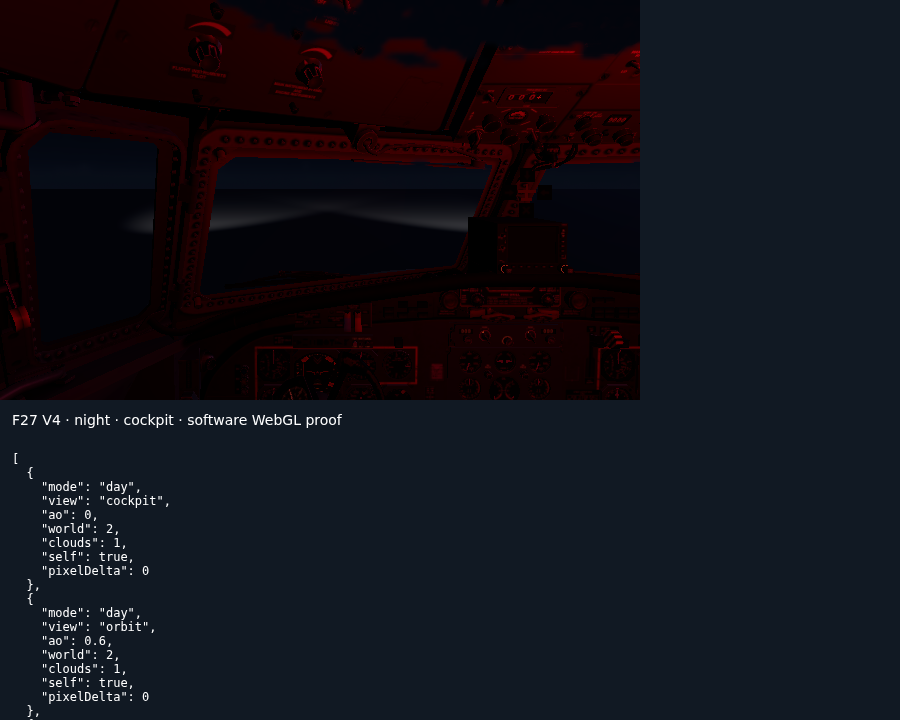 F27 V4 · night · cockpit · software WebGL proof
[
  {
    "mode": "day",
    "view": "cockpit",
    "ao": 0,
    "world": 2,
    "clouds": 1,
    "self": true,
    "pixelDelta": 0
  },
  {
    "mode": "day",
    "view": "orbit",
    "ao": 0.6,
    "world": 2,
    "clouds": 1,
    "self": true,
    "pixelDelta": 0
  },